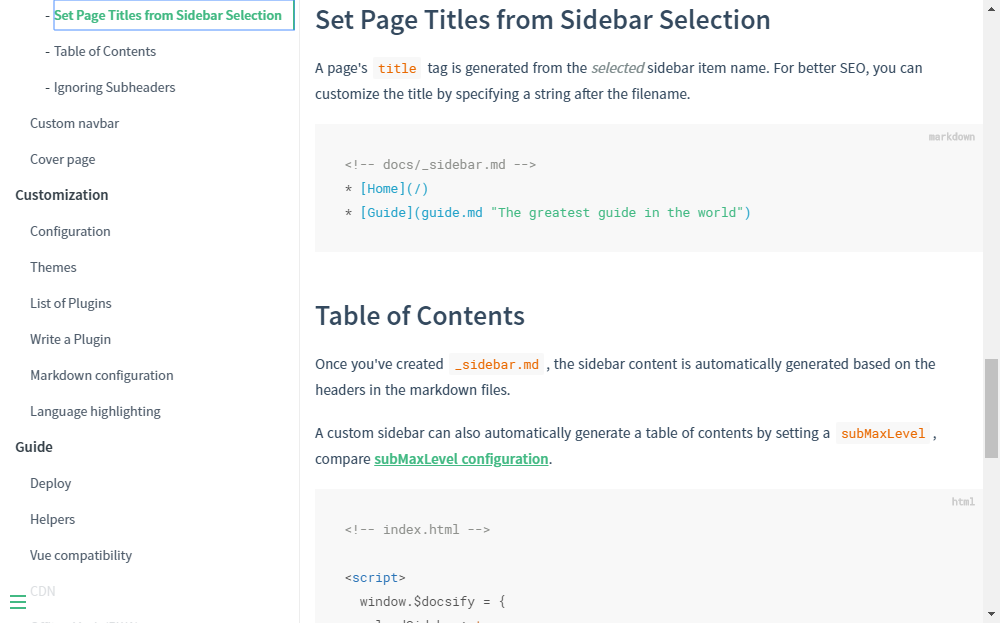 - Set Page Titles from Sidebar Selection
- Table of Contents
- Ignoring Subheaders
Custom navbar
Cover page
Customization
Configuration
Themes
List of Plugins
Write a Plugin
Markdown configuration
Language highlighting
Guide
Deploy
Helpers
Vue compatibility
CDN
Set Page Titles from Sidebar Selection
A page's title tag is generated from the selected sidebar item name. For better SEO, you can
customize the title by specifying a string after the filename.
markdown
<!-- docs/_sidebar.md -->
* [Home](/)
* [Guide](guide.md "The greatest guide in the world")
Table of Contents
Once you've created _sidebar.md , the sidebar content is automatically generated based on the
headers in the markdown files.
A custom sidebar can also automatically generate a table of contents by setting a subMaxLevel ,
compare subMaxLevel configuration.
html
<!-- index.html -->
<script>
window.$docsify = {